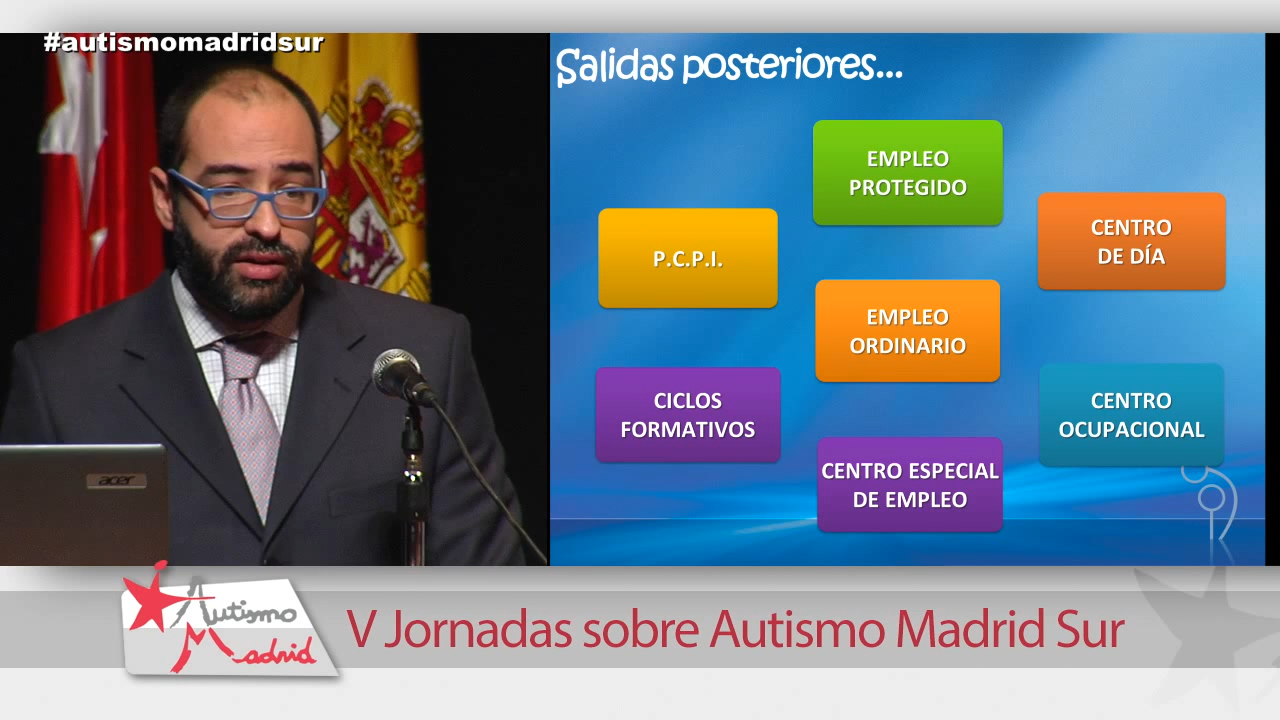 #autismomadridsur
Salidas posteriores...
EMPLEO
PROTEGIDO
P.C.P.I.
CENTRO
DE DÍA
EMPLEO
ORDINARIO
CICLOS
FORMATIVOS
CENTRO
OCUPACIONAL
CENTRO ESPECIAL
DE EMPLEO
acer
Autismo
Madrid
V Jornadas sobre Autismo Madrid Sur